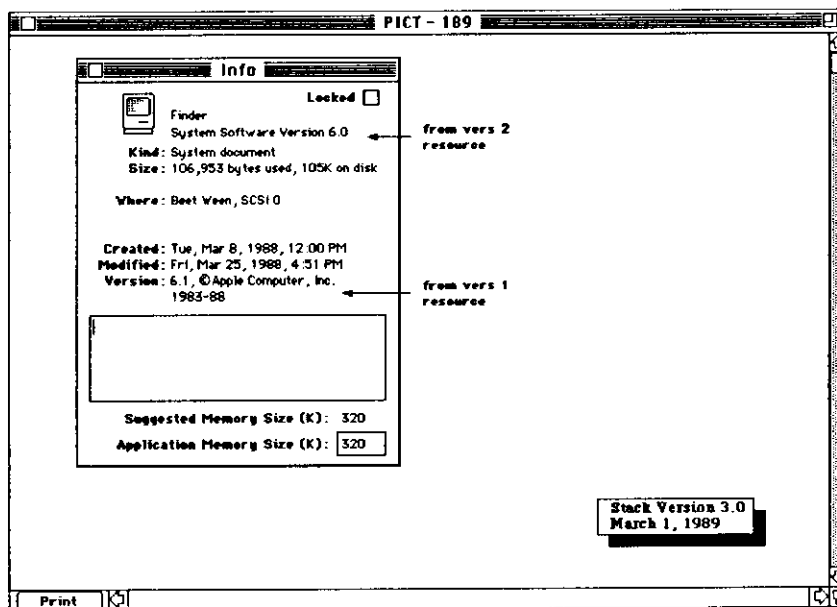 PICT - 189
Info
Locked
Finder
System Software Version 6.0
Kind: System document
Size: 106,953 bytes used, 105K on disk
Where: Beet Ween, SCSI 0
Created: Tue, Mar 8, 1988, 12:00 PM
Modified: Fri, Mar 25, 1988, 4:51 PM
Version: 6.1, ©Apple Computer, Inc.
1983-88
from vers 2
resource
from vers 1
resource
Suggested Memory Size (K): 320
Application Memory Size (K): 320
Stack Version 3.0
March 1, 1989
Print